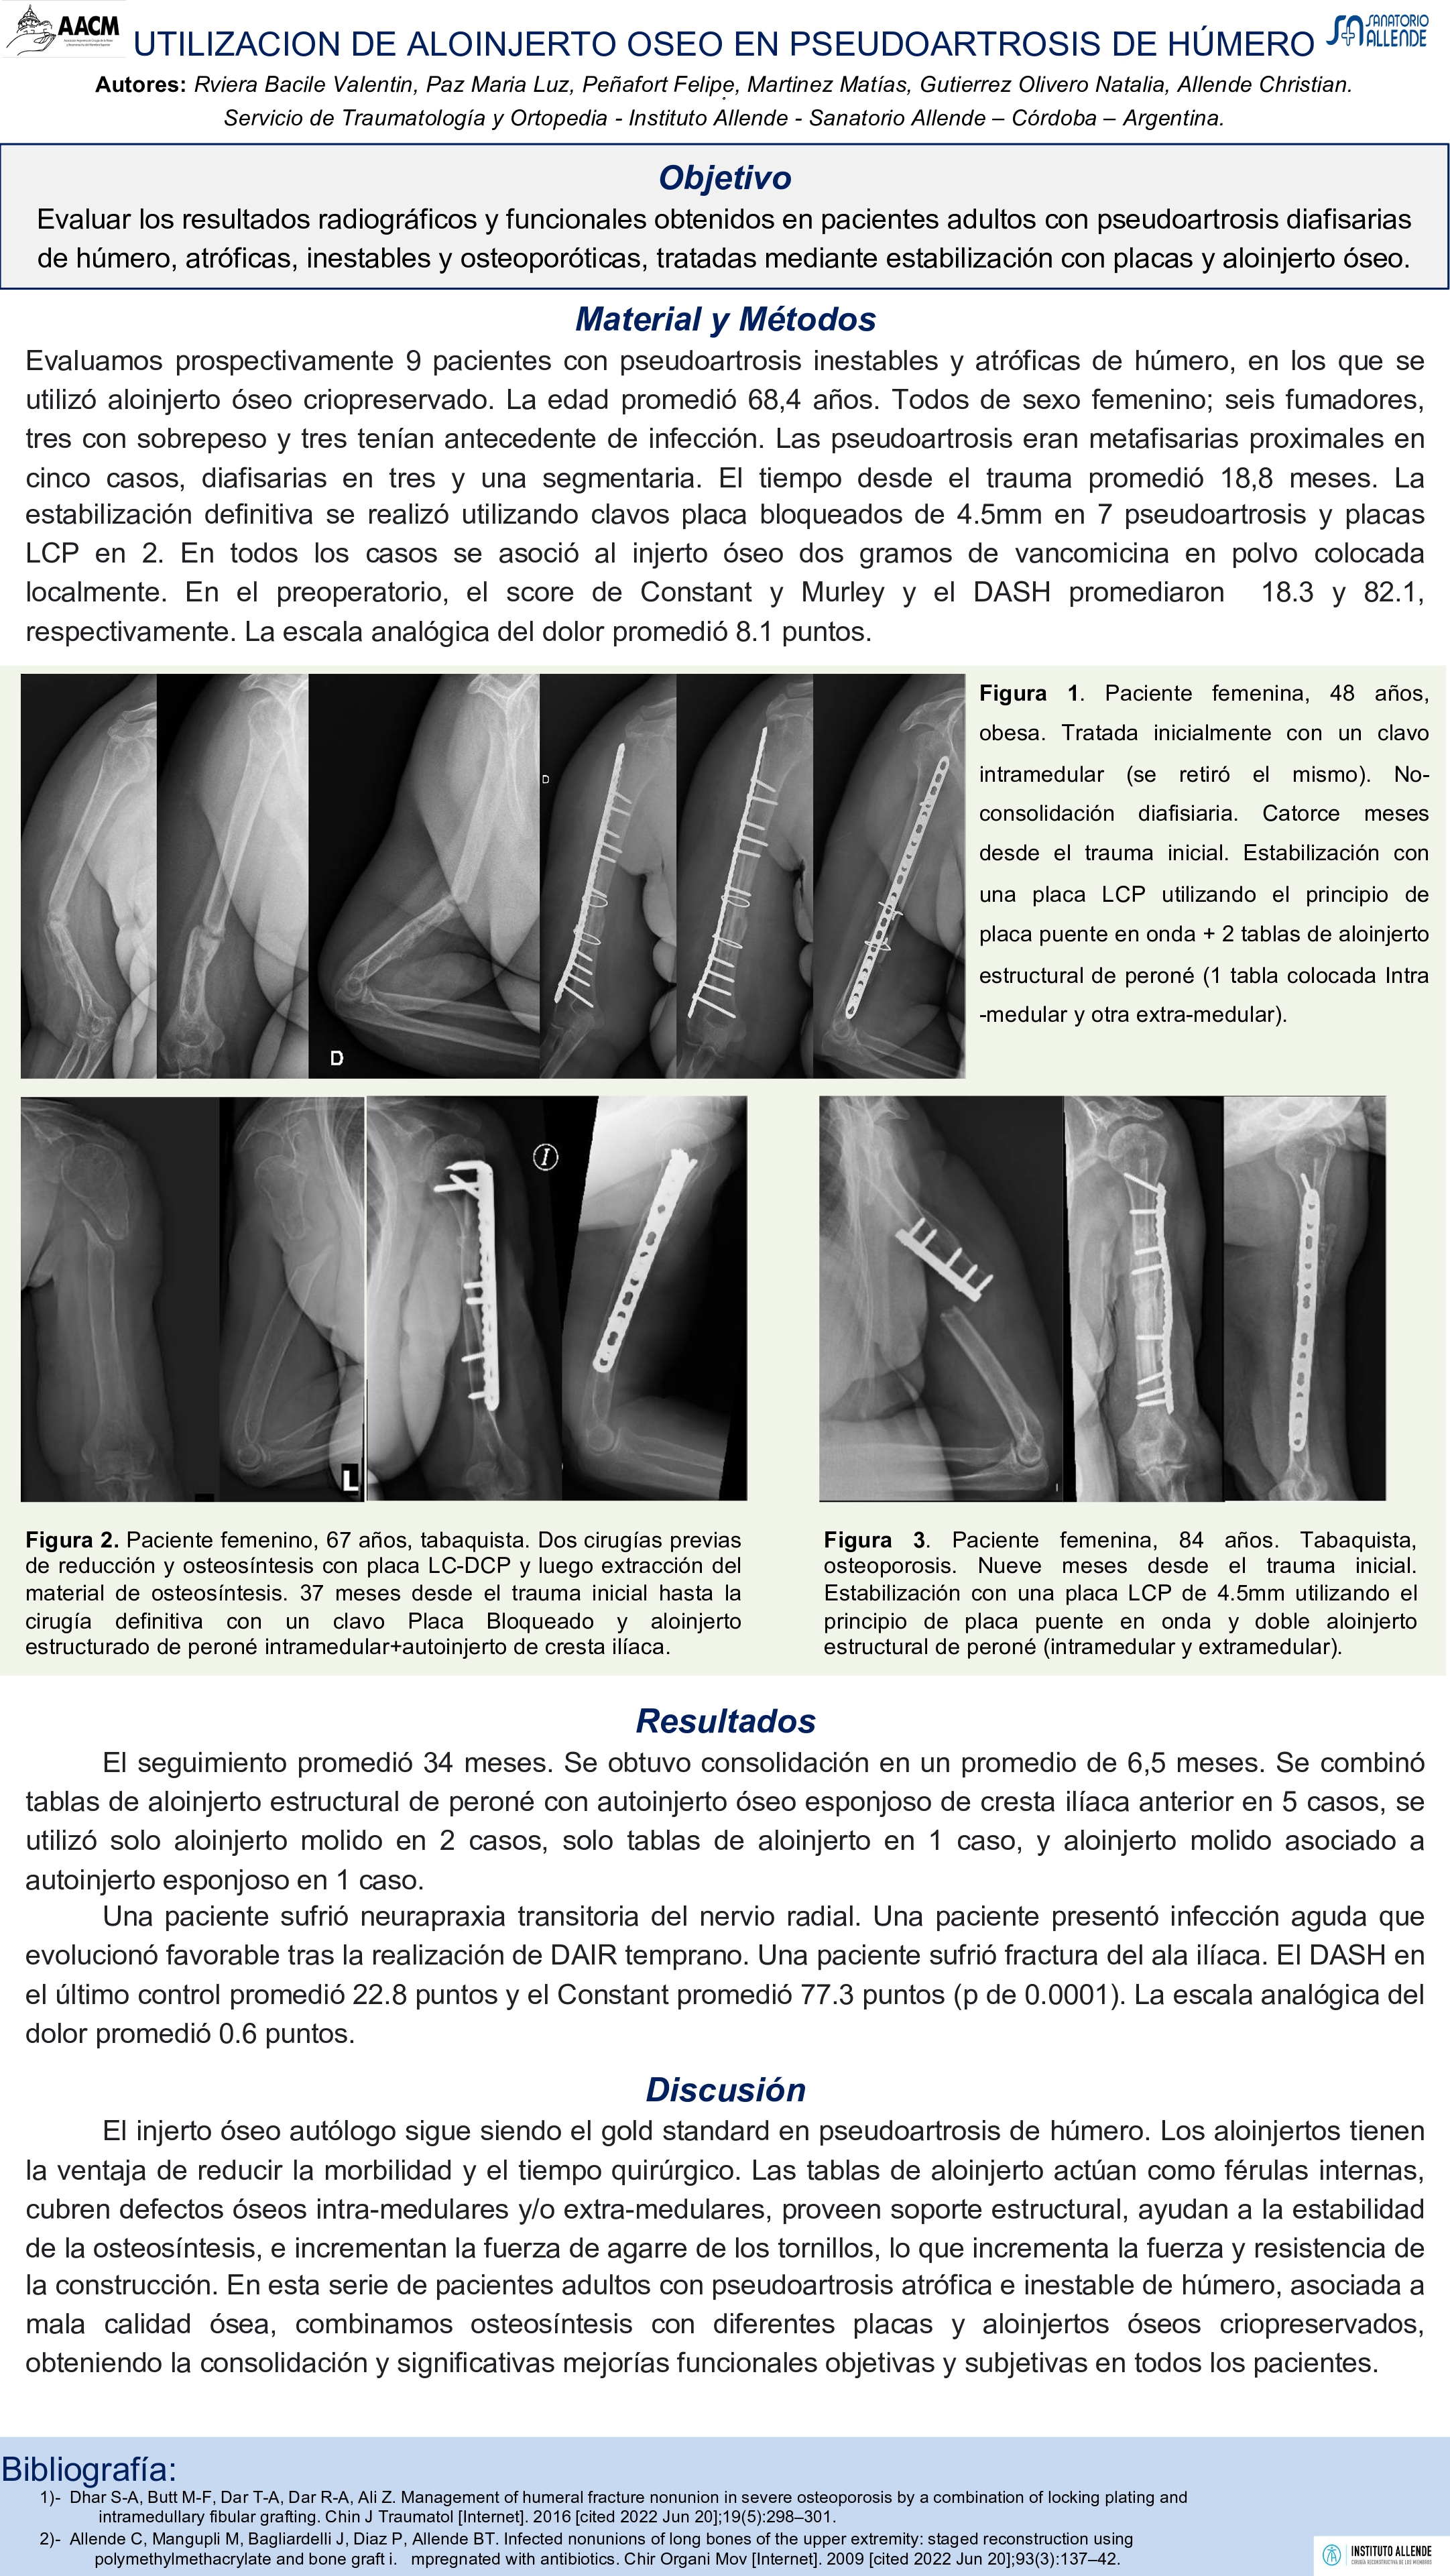 AACM
UTILIZACION DE ALOINJERTO OSEO EN PSEUDOARTROSIS DE HÚMERO
SANATORIO
ALLENDE
Autores: Rviera Bacile Valentin, Paz Maria Luz, Peñafort Felipe, Martinez Matías, Gutierrez Olivero Natalia, Allende Christian.
Servicio de Traumatología y Ortopedia - Instituto Allende - Sanatorio Allende – Córdoba – Argentina.
Objetivo
Evaluar los resultados radiográficos y funcionales obtenidos en pacientes adultos con pseudoartrosis diafisarias
de húmero, atróficas, inestables y osteoporóticas, tratadas mediante estabilización con placas y aloinjerto óseo.
Material y Métodos
Evaluamos prospectivamente 9 pacientes con pseudoartrosis inestables y atróficas de húmero, en los que se
utilizó aloinjerto óseo criopreservado. La edad promedió 68,4 años. Todos de sexo femenino; seis fumadores,
tres con sobrepeso y tres tenían antecedente de infección. Las pseudoartrosis eran metafisarias proximales en
cinco casos, diafisarias en tres y una segmentaria. El tiempo desde el trauma promedió 18,8 meses. La
estabilización definitiva se realizó utilizando clavos placa bloqueados de 4.5mm en 7 pseudoartrosis y placas
LCP en 2. En todos los casos se asoció al injerto óseo dos gramos de vancomicina en polvo colocada
localmente. En el preoperatorio, el score de Constant y Murley y el DASH promediaron 18.3 y 82.1,
respectivamente. La escala analógica del dolor promedió 8.1 puntos.
D
D
Figura 1. Paciente femenina, 48 años,
obesa. Tratada inicialmente con un clavo
intramedular (se retiró el mismo). No-
consolidación diafisiaria. Catorce meses
desde el trauma inicial. Estabilización con
una placa LCP utilizando el principio de
placa puente en onda + 2 tablas de aloinjerto
estructural de peroné (1 tabla colocada Intra
-medular y otra extra-medular).
I
L
Figura 2. Paciente femenino, 67 años, tabaquista. Dos cirugías previas
de reducción y osteosíntesis con placa LC-DCP y luego extracción del
material de osteosíntesis. 37 meses desde el trauma inicial hasta la
cirugía definitiva con un clavo Placa Bloqueado y aloinjerto
estructurado de peroné intramedular+autoinjerto de cresta ilíaca.
Figura 3. Paciente femenina, 84 años. Tabaquista,
osteoporosis. Nueve meses desde el trauma inicial.
Estabilización con una placa LCP de 4.5mm utilizando el
principio de placa puente en onda y doble aloinjerto
estructural de peroné (intramedular y extramedular).
Resultados
El seguimiento promedió 34 meses. Se obtuvo consolidación en un promedio de 6,5 meses. Se combinó
tablas de aloinjerto estructural de peroné con autoinjerto óseo esponjoso de cresta ilíaca anterior en 5 casos, se
utilizó solo aloinjerto molido en 2 casos, solo tablas de aloinjerto en 1 caso, y aloinjerto molido asociado a
autoinjerto esponjoso en 1 caso.
Una paciente sufrió neurapraxia transitoria del nervio radial. Una paciente presentó infección aguda que
evolucionó favorable tras la realización de DAIR temprano. Una paciente sufrió fractura del ala ilíaca. El DASH en
el último control promedió 22.8 puntos y el Constant promedió 77.3 puntos (p de 0.0001). La escala analógica del
dolor promedió 0.6 puntos.
Discusión
El injerto óseo autólogo sigue siendo el gold standard en pseudoartrosis de húmero. Los aloinjertos tienen
la ventaja de reducir la morbilidad y el tiempo quirúrgico. Las tablas de aloinjerto actúan como férulas internas,
cubren defectos óseos intra-medulares y/o extra-medulares, proveen soporte estructural, ayudan a la estabilidad
de la osteosíntesis, e incrementan la fuerza de agarre de los tornillos, lo que incrementa la fuerza y resistencia de
la construcción. En esta serie de pacientes adultos con pseudoartrosis atrófica e inestable de húmero, asociada a
mala calidad ósea, combinamos osteosíntesis con diferentes placas y aloinjertos óseos criopreservados,
obteniendo la consolidación y significativas mejorías funcionales objetivas y subjetivas en todos los pacientes.
Bibliografía:
1)- Dhar S-A, Butt M-F, Dar T-A, Dar R-A, Ali Z. Management of humeral fracture nonunion in severe osteoporosis by a combination of locking plating and
intramedullary fibular grafting. Chin J Traumatol [Internet]. 2016 [cited 2022 Jun 20];19(5):298–301.
2)- Allende C, Mangupli M, Bagliardelli J, Diaz P, Allende BT. Infected nonunions of long bones of the upper extremity: staged reconstruction using
polymethylmethacrylate and bone graft i. mpregnated with antibiotics. Chir Organi Mov [Internet]. 2009 [cited 2022 Jun 20];93(3):137–42.
INSTITUTO ALLENDE
CIRUGÍA RECONSTRUCTIVA DE LOS MIEMBROS